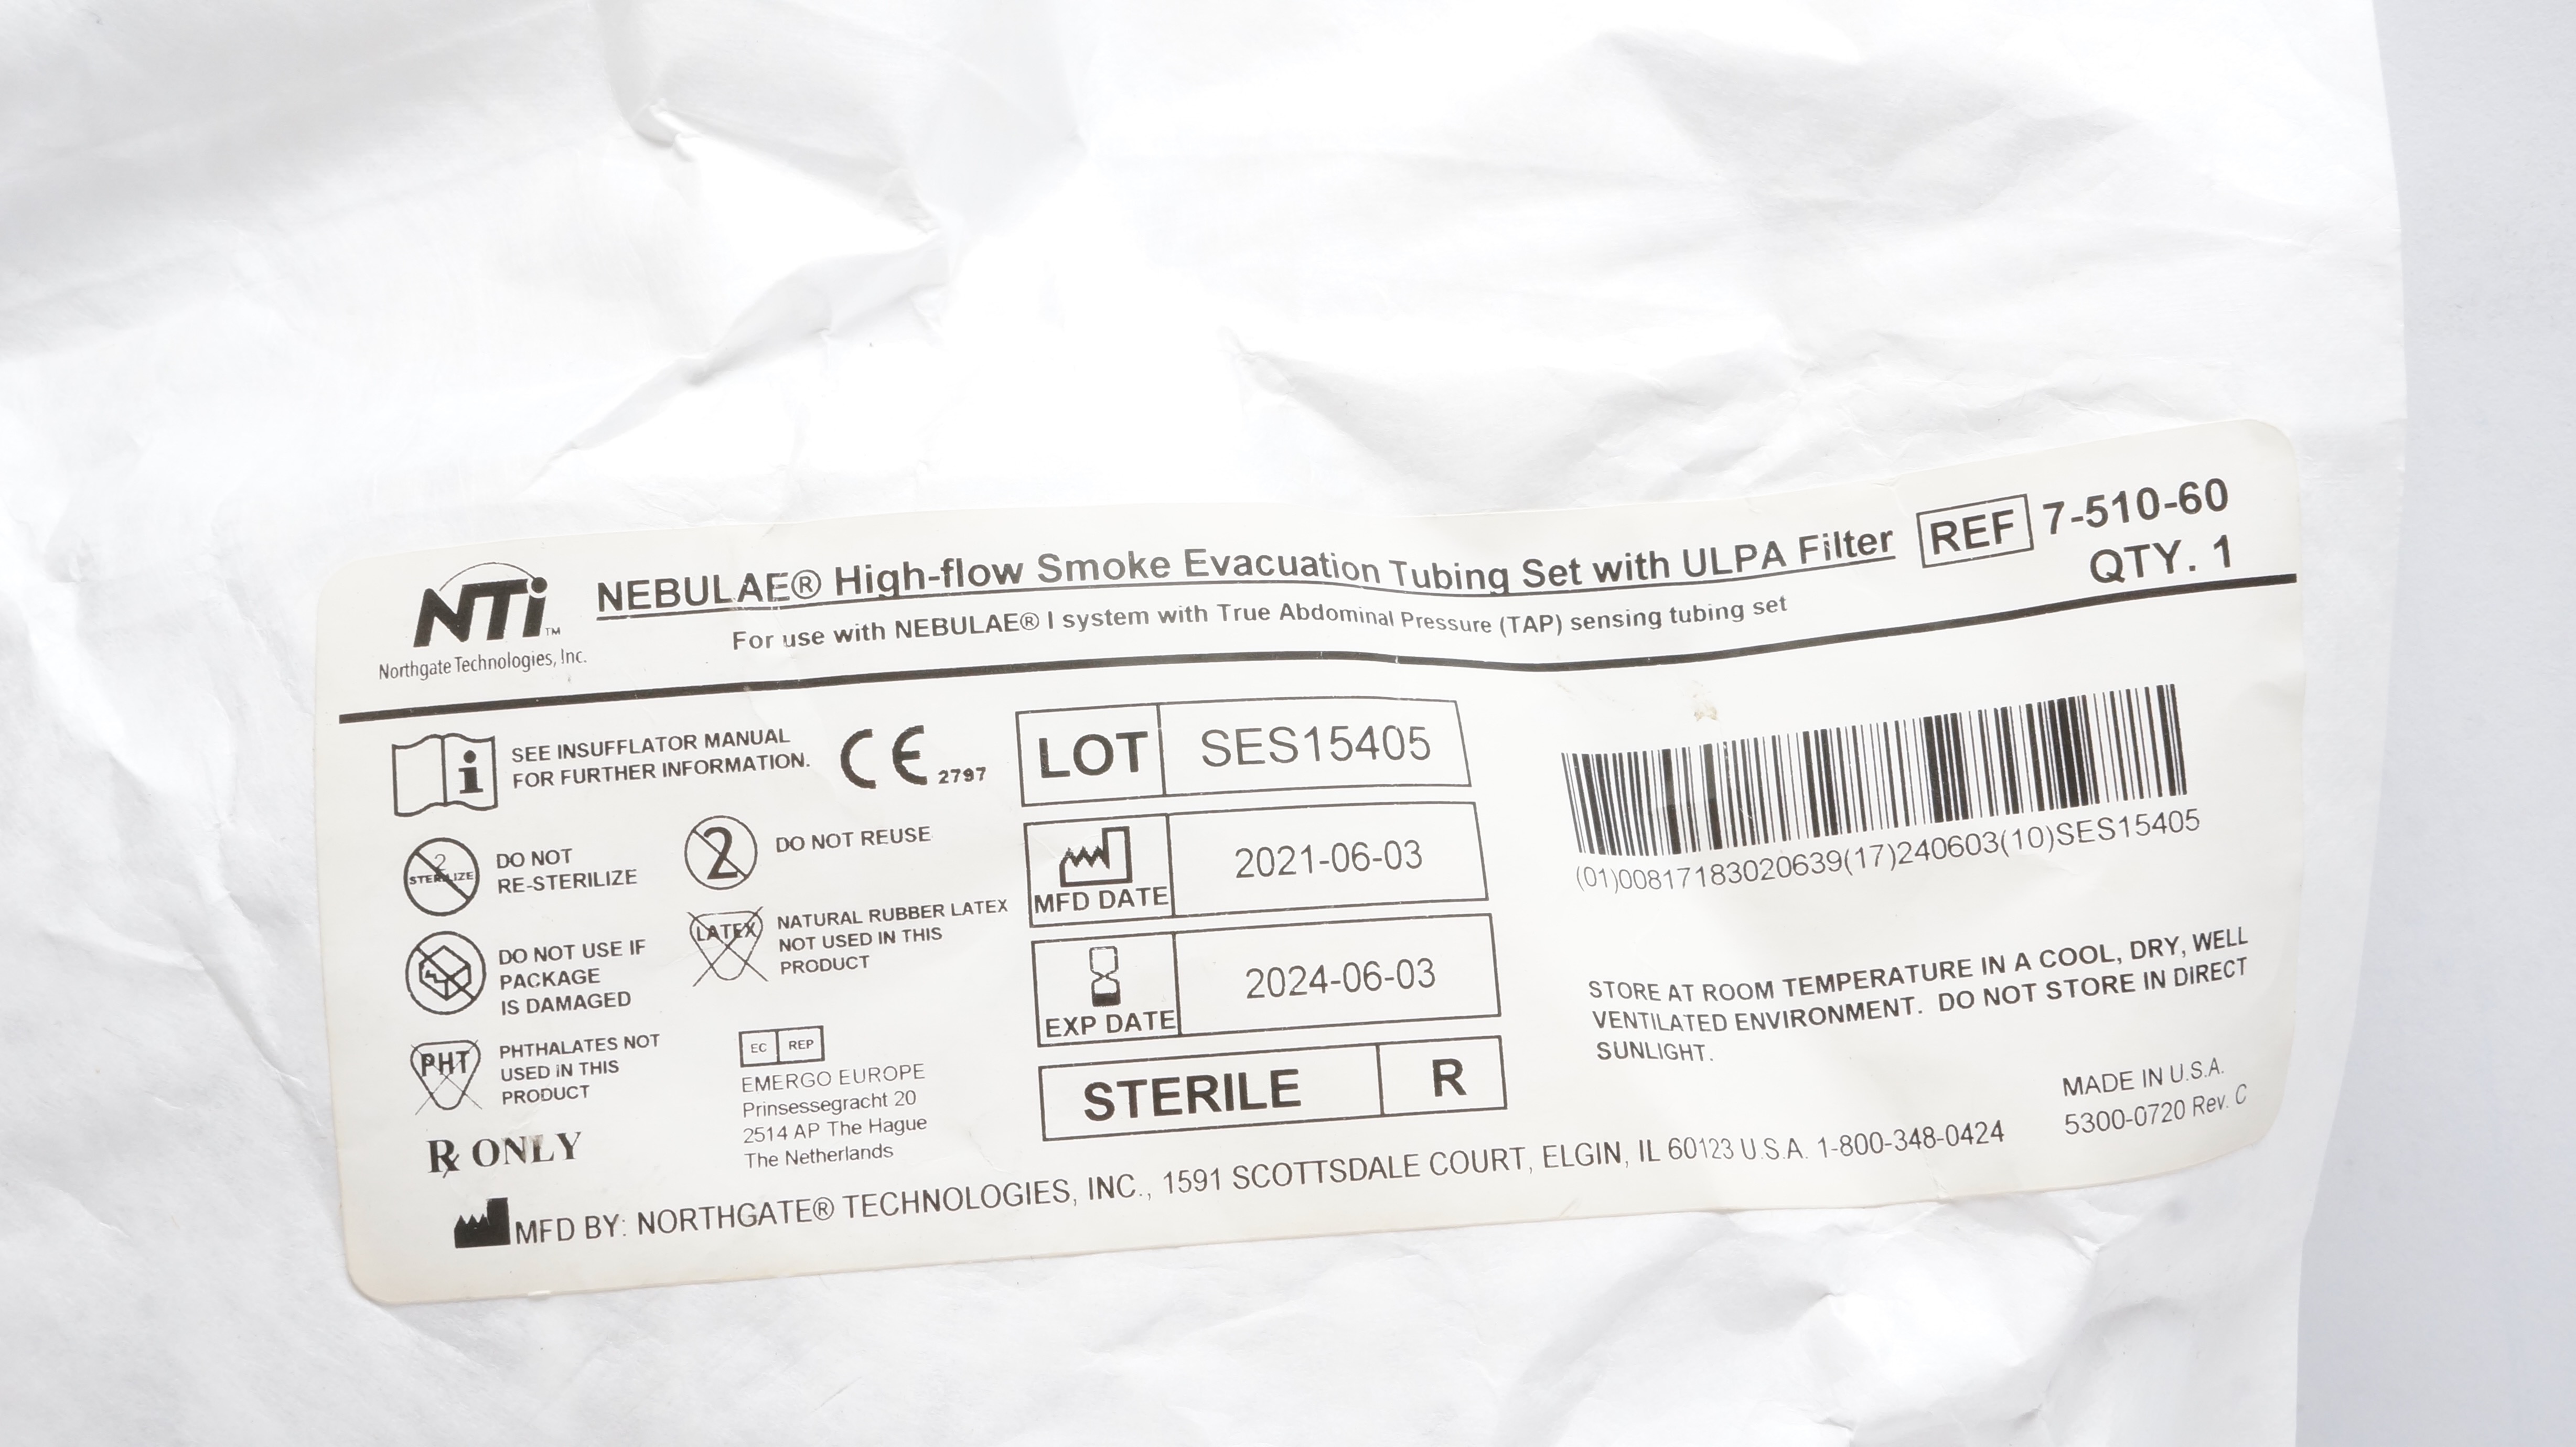 NTi™
Northgate Technologies, Inc.
NEBULAE® High-flow Smoke Evacuation Tubing Set with ULPA Filter
For use with NEBULAE® I system with True Abdominal Pressure (TAP) sensing tubing set
REF 7-510-60
QTY. 1
SEE INSUFFLATOR MANUAL
FOR FURTHER INFORMATION.
CE 2797
2
STERILIZE
DO NOT
RE-STERILIZE
2
DO NOT REUSE
DO NOT USE IF
PACKAGE
IS DAMAGED
LATEX
NATURAL RUBBER LATEX
NOT USED IN THIS
PRODUCT
PHT
PHTHALATES NOT
USED IN THIS
PRODUCT
EC REP
EMERGO EUROPE
Prinsessegracht 20
2514 AP The Hague
The Netherlands
Rx ONLY
LOT SES15405
MFD DATE 2021-06-03
EXP DATE 2024-06-03
STERILE R
(01)00817183020639(17)240603(10)SES15405
STORE AT ROOM TEMPERATURE IN A COOL, DRY, WELL
VENTILATED ENVIRONMENT. DO NOT STORE IN DIRECT
SUNLIGHT.
MADE IN U.S.A.
5300-0720 Rev. C
MFD BY: NORTHGATE® TECHNOLOGIES, INC., 1591 SCOTTSDALE COURT, ELGIN, IL 60123 U.S.A. 1-800-348-0424